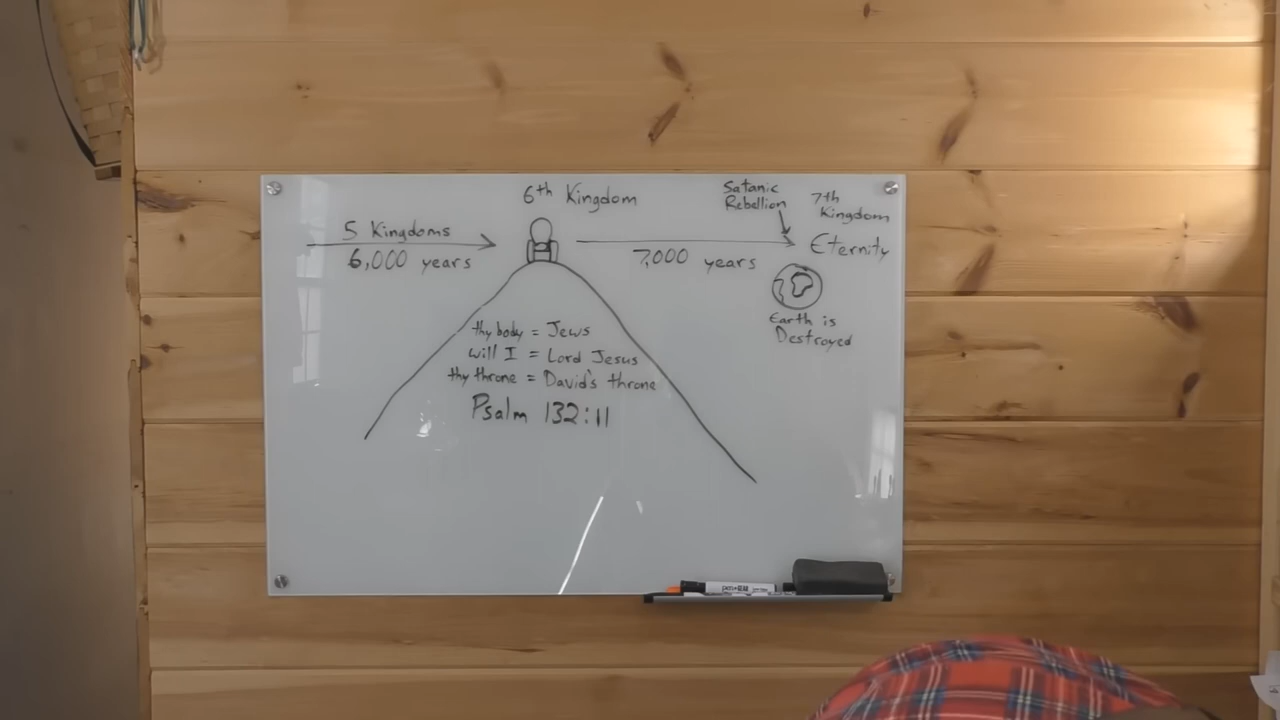 6th Kingdom
Satanic
Rebellion
7th
Kingdom
5 Kingdoms
6,000 years
7,000 years
Eternity
Earth is
Destroyed
thy body = Jews
will I = Lord Jesus
thy throne = David's throne
Psalm 132:11